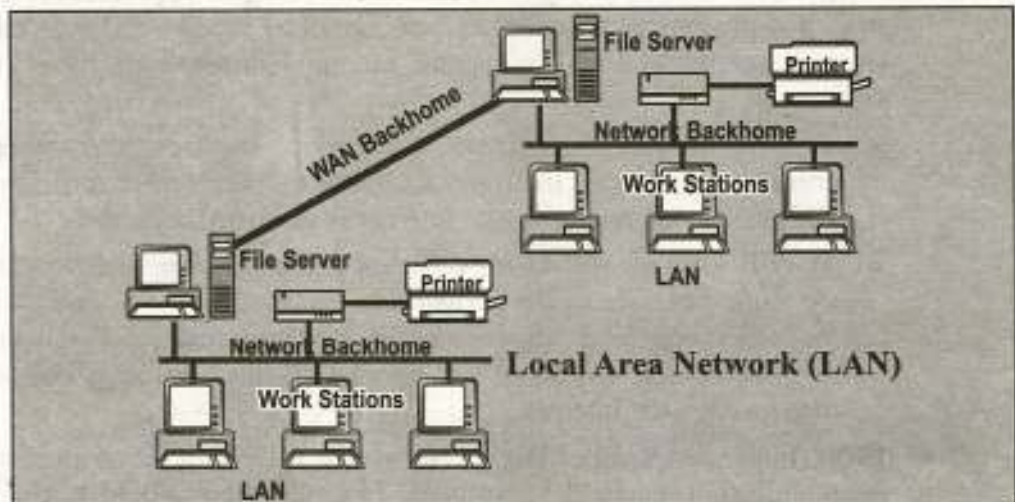 File Server
Printer
WAN Backhome
Network Backhome
Work Stations
LAN
File Server
Printer
Network Backhome
Local Area Network (LAN)
Work Stations
LAN